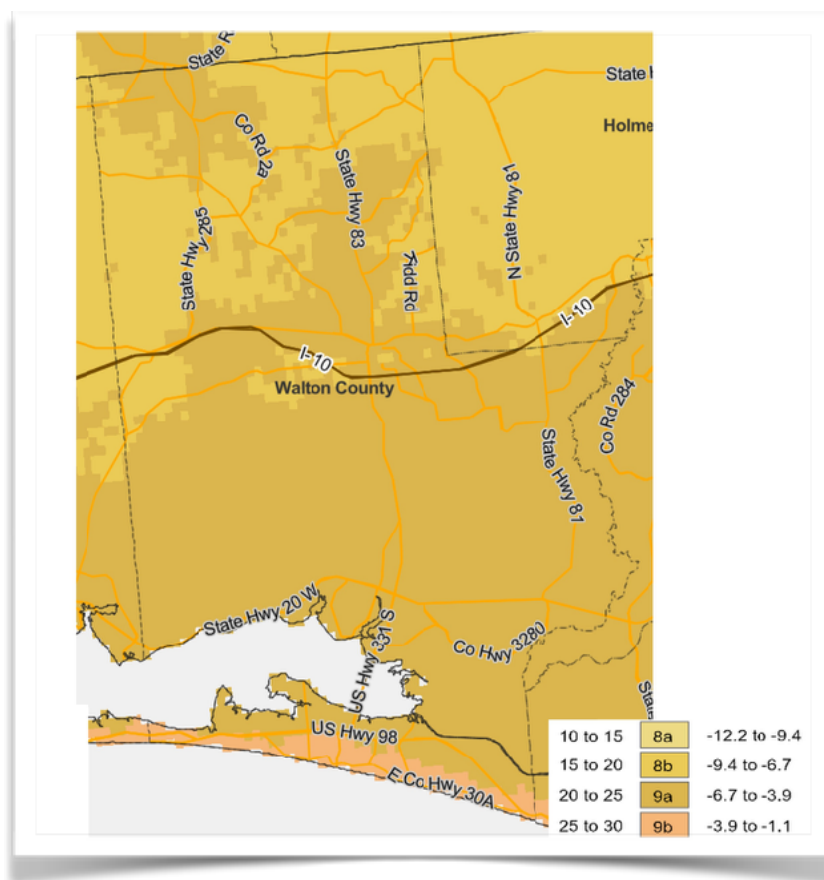 State R
State H
Holme
Co Rd 2a
State Hwy 83
N State Hwy 81
State Hwy 285
Kidd Rd
I-10
I-10
Walton County
Co Rd 284
State Hwy 81
State Hwy 20 W
US Hwy 331 S
Co Hwy 3280
State
US Hwy 98
E Co Hwy 30A
10 to 15 8a -12.2 to -9.4
15 to 20 8b -9.4 to -6.7
20 to 25 9a -6.7 to -3.9
25 to 30 9b -3.9 to -1.1